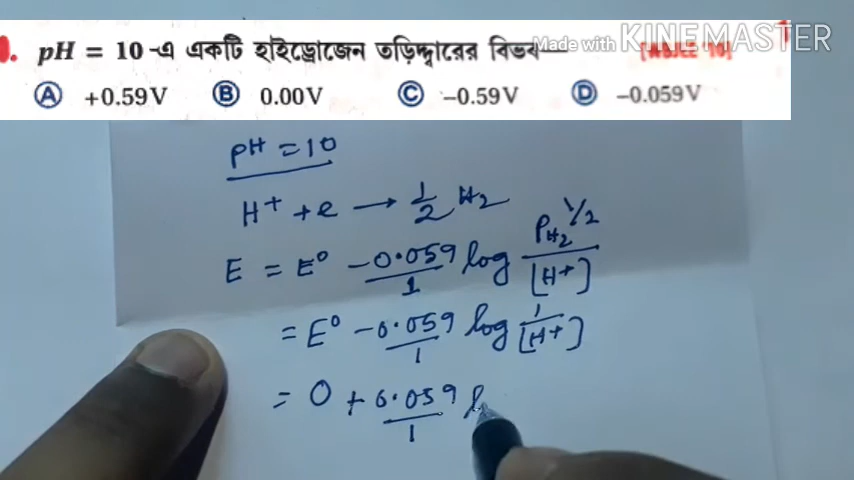 pH = 10 -এ একটি হাইড্রোজেন তড়িদ্দ্বারের বিভব—
Made with KINEMASTER
Ⓐ +0.59V Ⓑ 0.00V Ⓒ −0.59V Ⓓ −0.059V
pH = 10
H⁺ + e → 1/2 H₂
E = E⁰ − 0.059/1 log P_H₂^1/2 / [H⁺]
= E⁰ − 0.059/1 log 1/[H⁺]
= 0 + 0.059/1 l